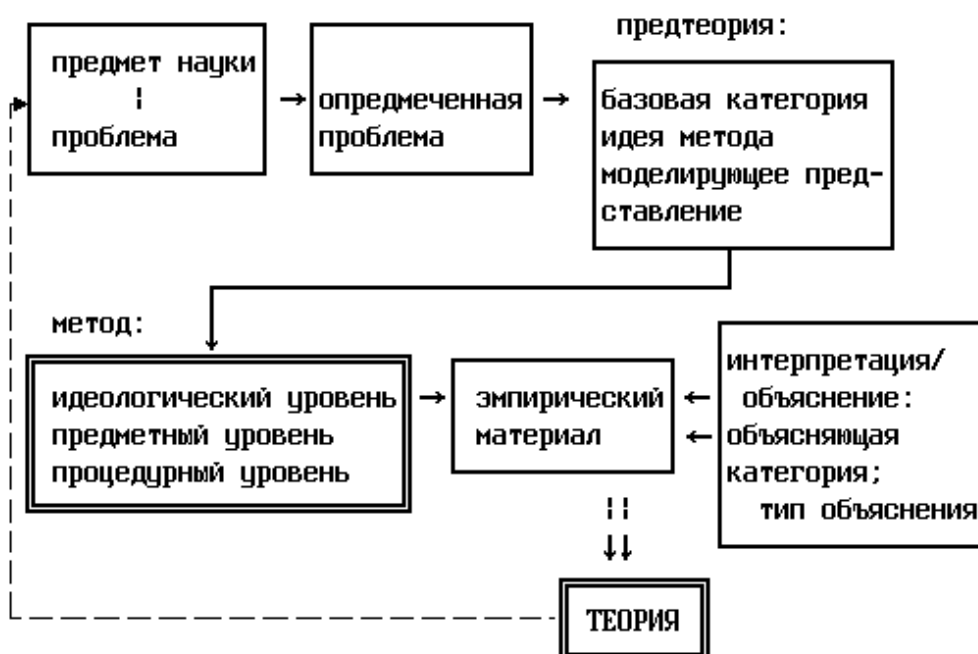 предтеория:
предмет науки
проблема
опредмеченная
проблема
базовая категория
идея метода
моделирующее пред-
ставление
метод:
идеологический уровень
предметный уровень
процедурный уровень
эмпирический
материал
интерпретация/
объяснение:
объясняющая
категория;
тип объяснения
ТЕОРИЯ